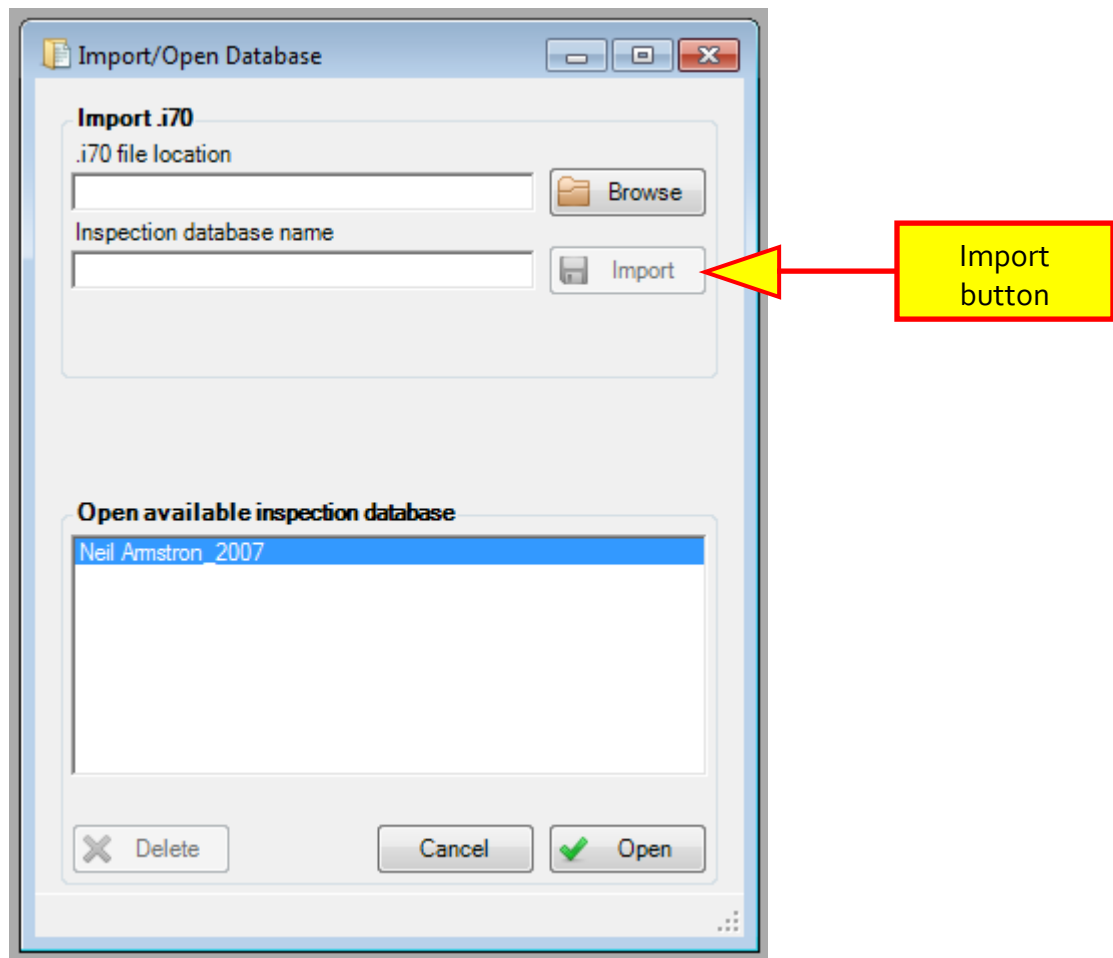 Import/Open Database
Import .i70
.i70 file location
Browse
Inspection database name
Import
Import
button
Open available inspection database
Neil Armstron_2007
Delete
Cancel
Open